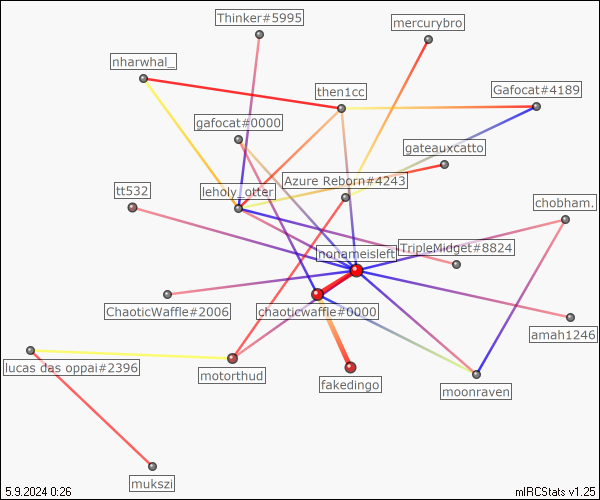 Thinker#5995
mercurybro
nharwhal_
then1cc
Gafocat#4189
gafocat#0000
gateauxcatto
Azure Reborn#4243
tt532
leholy_otter
chobham.
nonameisleft
TripleMidget#8824
ChaoticWaffle#2006
chaoticwaffle#0000
amah1246
lucas das oppai#2396
motorthud
fakedingo
moonraven
mukszi
5.9.2024 0:26
mIRCStats v1.25